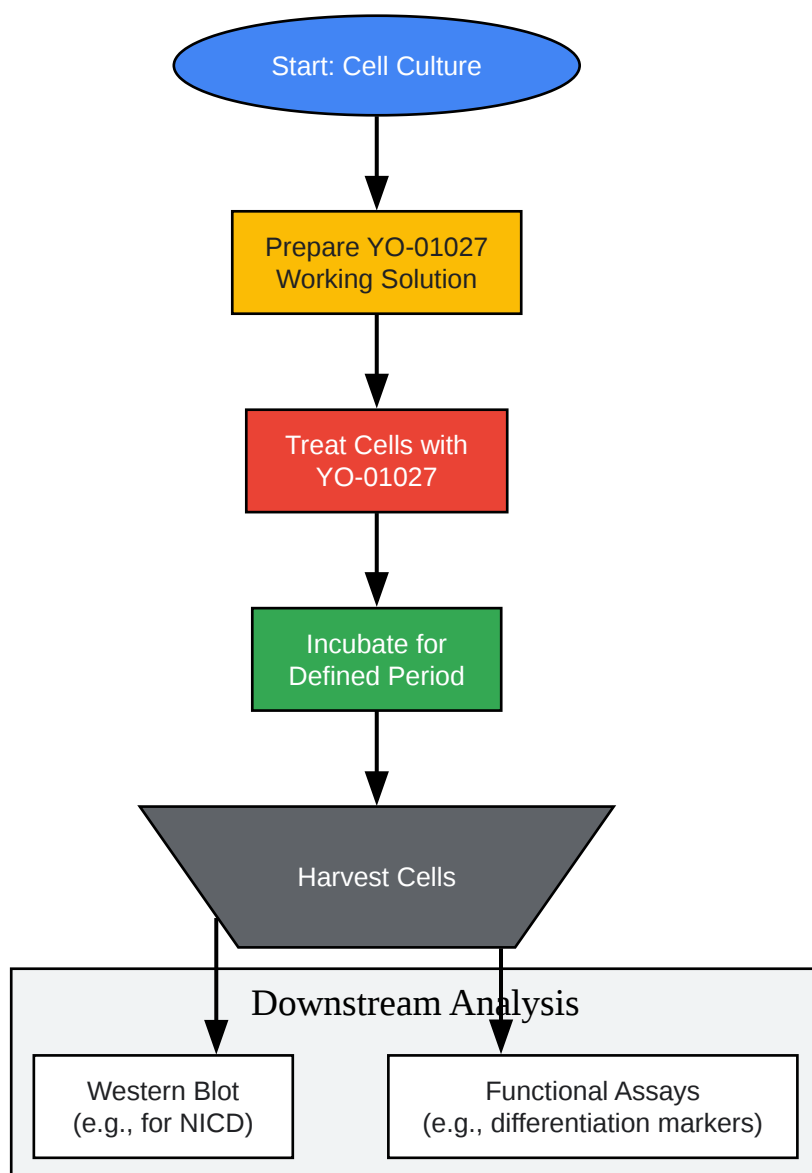 Start: Cell Culture
Prepare YO-01027
Working Solution
Treat Cells with
YO-01027
Incubate for
Defined Period
Harvest Cells
Downstream Analysis
Western Blot
(e.g., for NICD)
Functional Assays
(e.g., differentiation markers)